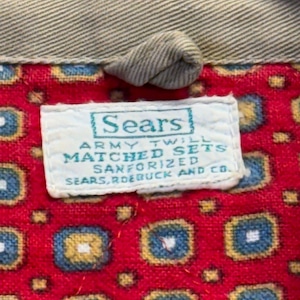 Sears
ARMY TWILL
MATCHED SETS
SANFORIZED
SEARS, ROEBUCK AND CO.